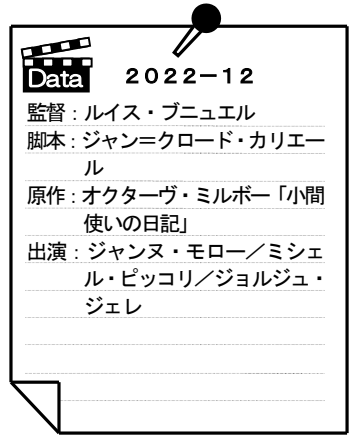 Data
2022−12
監督：ルイス・ブニュエル
脚本：ジャン＝クロード・カリエー
ル
原作：オクターヴ・ミルボー「小間
使いの日記」
出演：ジャンヌ・モロー／ミシェ
ル・ピッコリ／ジョルジュ・
ジェレ